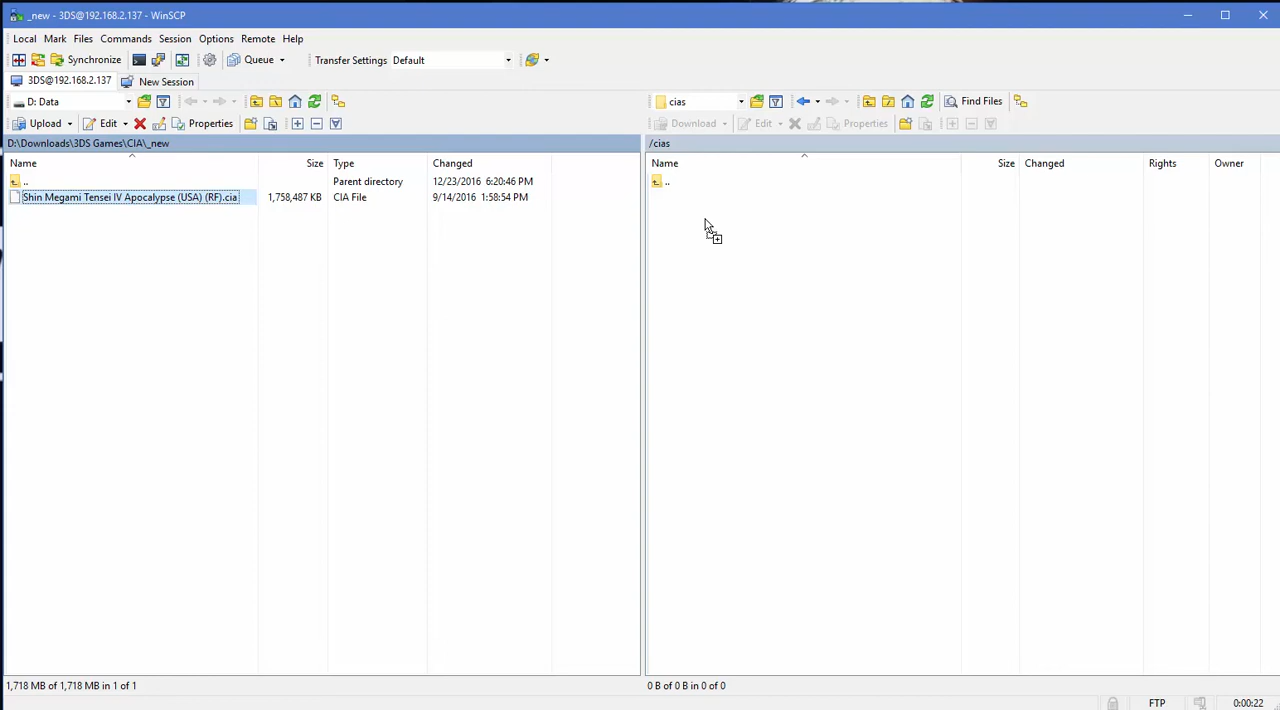 _new - 3DS@192.168.2.137 - WinSCP
Local Mark Files Commands Session Options Remote Help
Synchronize Queue Transfer Settings Default
3DS@192.168.2.137 New Session
D: Data cias Find Files
Upload Edit Properties Download Edit Properties
D:\Downloads\3DS Games\CIA\_new /cias
Name Size Type Changed Name Size Changed Rights Owner
.. Parent directory 12/23/2016 6:20:46 PM ..
Shin Megami Tensei IV Apocalypse (USA) (RF).cia 1,758,487 KB CIA File 9/14/2016 1:58:54 PM
1,718 MB of 1,718 MB in 1 of 1 0 B of 0 B in 0 of 0
FTP 0:00:22